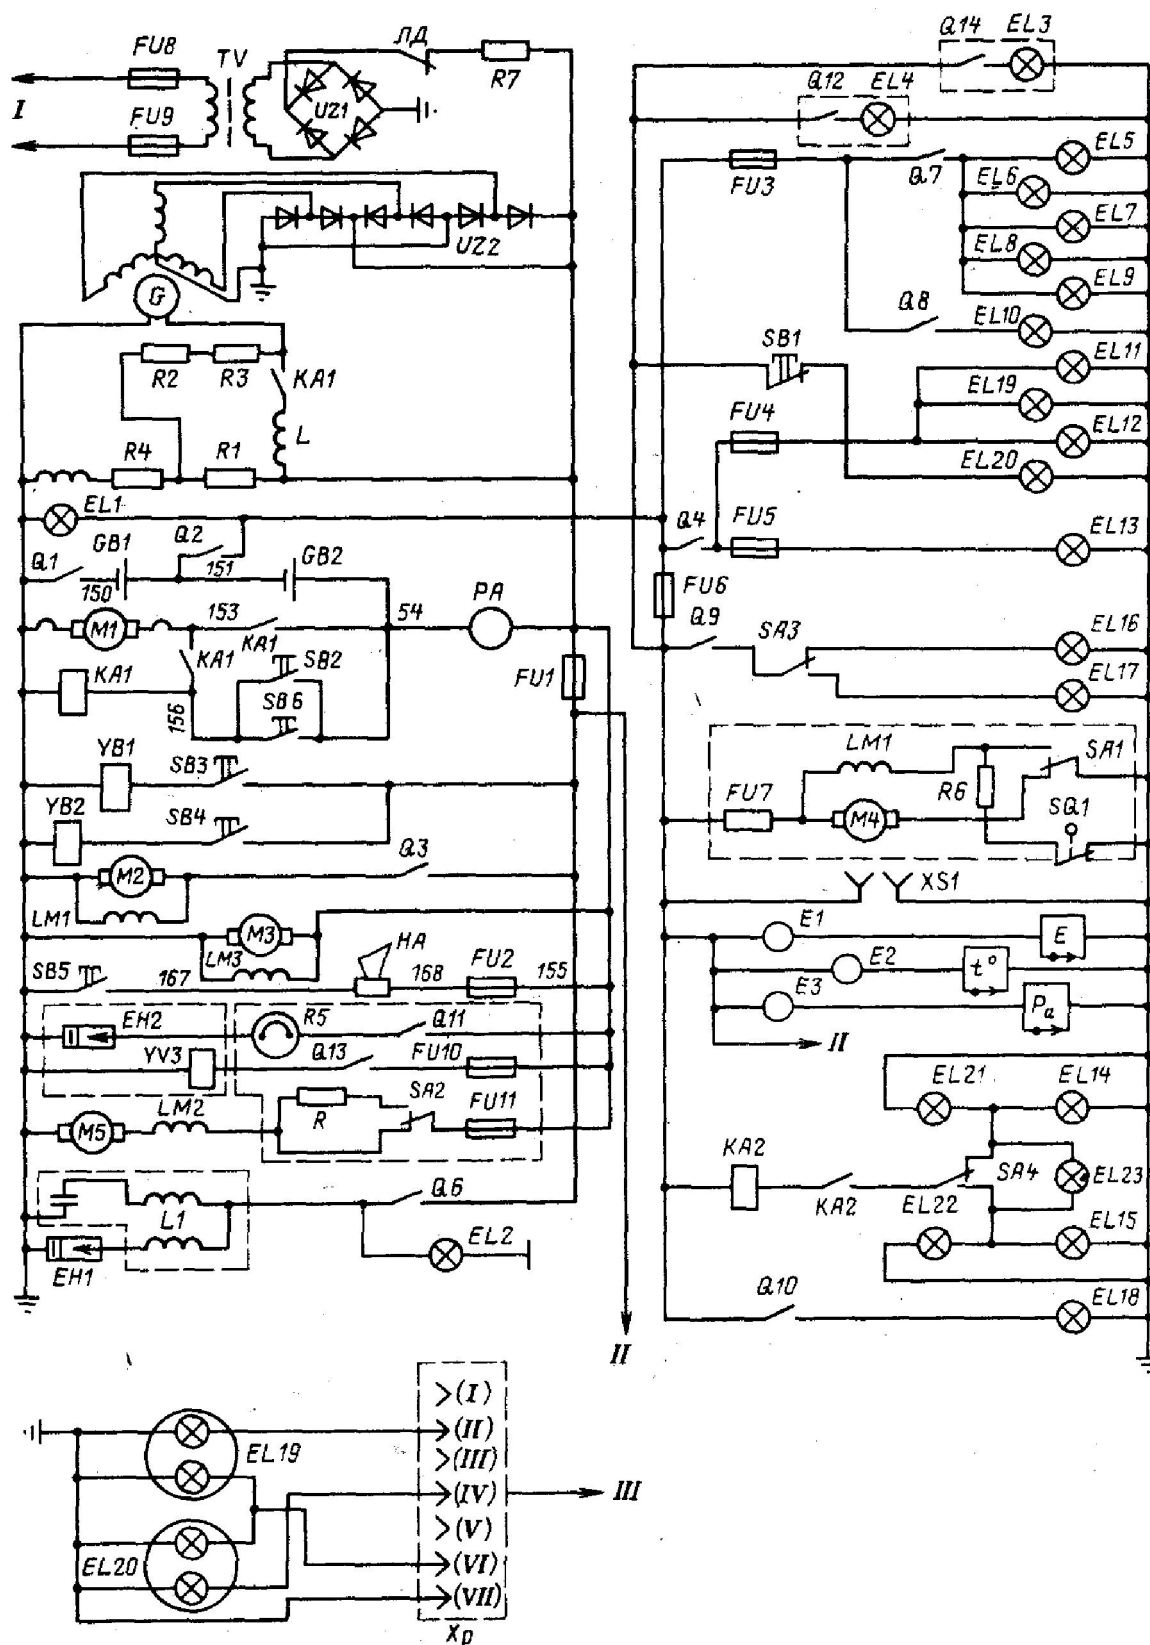 FU8
TV
ЛД
R7
I
UZ1
FU9
UZ2
G
R2
R3
KA1
L
R4
R1
EL1
Q1
GB1
Q2
GB2
150
151
M1
153
KA1
54
PA
KA1
KA1
SB2
SB6
156
FU1
YB1
SB3
YB2
SB4
M2
Q3
LM1
M3
LM3
HA
SB5
167
168
FU2
155
EH2
R5
Q11
YV3
Q13
FU10
LM2
M5
R
SA2
FU11
L1
Q6
EH1
EL2
II
Q14
EL3
Q12
EL4
FU3
Q7
EL5
EL6
EL7
EL8
EL9
Q8
EL10
SB1
EL11
EL19
FU4
EL12
EL20
Q4
FU5
EL13
FU6
Q9
SA3
EL16
EL17
LM1
SA1
FU7
M4
R6
SQ1
XS1
E1
E
E2
t°
E3
Pa
II
EL21
EL14
KA2
KA2
SA4
EL22
EL23
EL15
Q10
EL18
EL19
EL20
(I)
(II)
(III)
(IV)
(V)
(VI)
(VII)
III
Xp